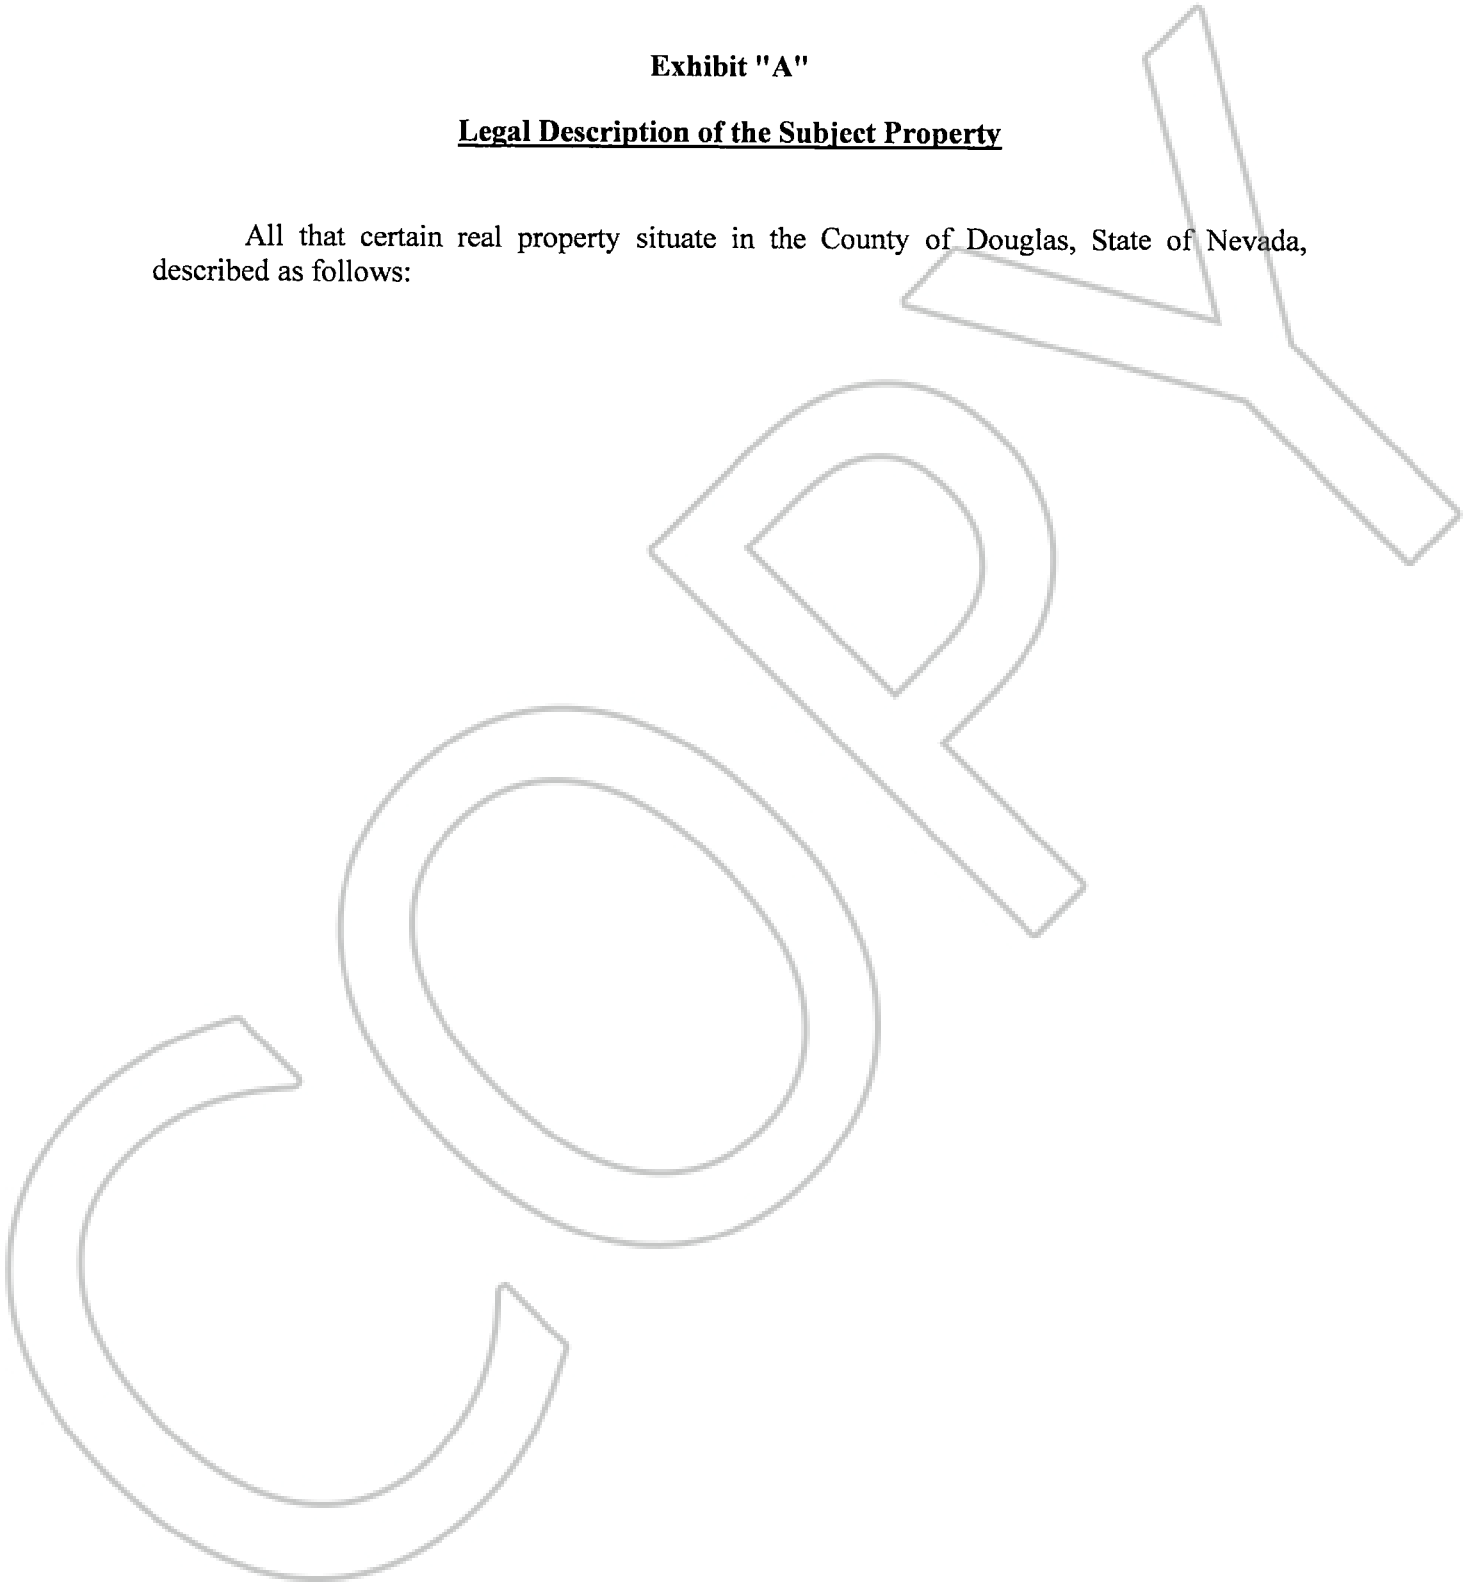 Exhibit "A"
Legal Description of the Subject Property
All that certain real property situate in the County of Douglas, State of Nevada,
described as follows:
COPY